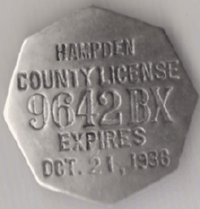 HAMPDEN
COUNTY LICENSE
9642BX
EXPIRES
OCT. 21, 1936